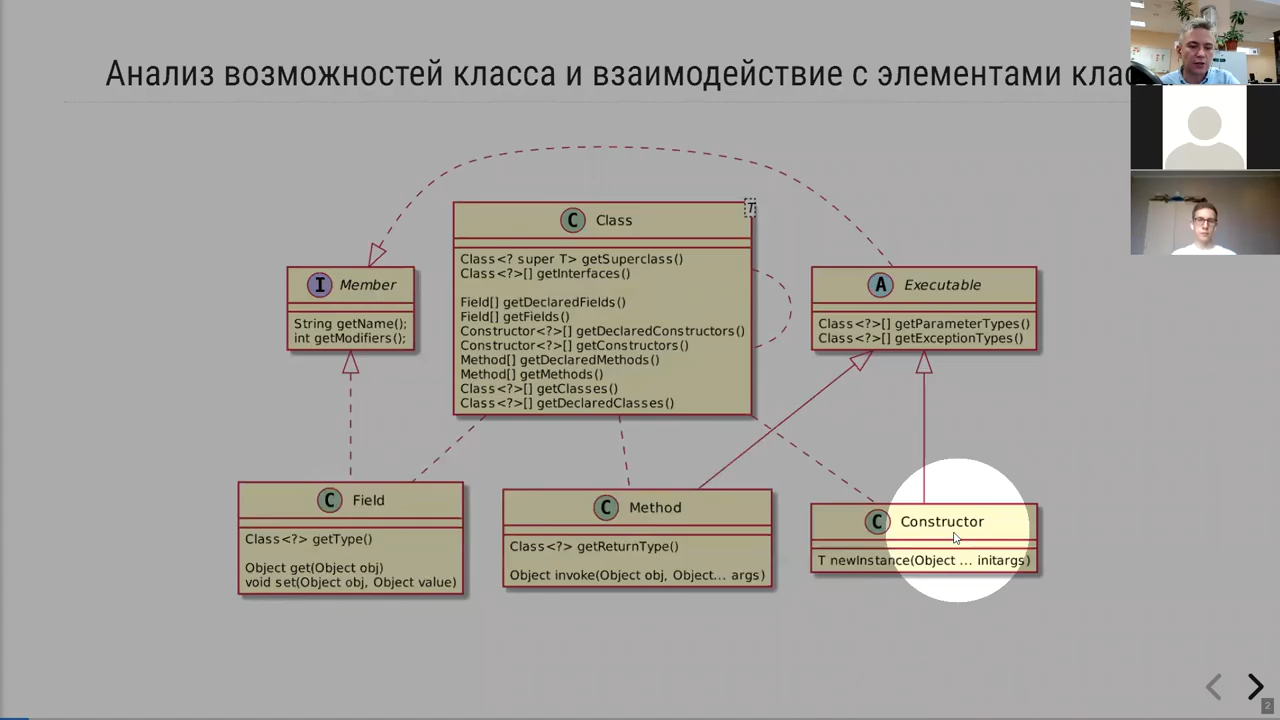 Анализ возможностей класса и взаимодействие с элементами клас
T
C Class
Class<? super T> getSuperclass()
Class<?>[] getInterfaces()
Field[] getDeclaredFields()
Field[] getFields()
Constructor<?>[] getDeclaredConstructors()
Constructor<?>[] getConstructors()
Method[] getDeclaredMethods()
Method[] getMethods()
Class<?>[] getClasses()
Class<?>[] getDeclaredClasses()
I Member
String getName();
int getModifiers();
A Executable
Class<?>[] getParameterTypes()
Class<?>[] getExceptionTypes()
C Field
Class<?> getType()
Object get(Object obj)
void set(Object obj, Object value)
C Method
Class<?> getReturnType()
Object invoke(Object obj, Object... args)
C Constructor
T newInstance(Object ... initargs)
2